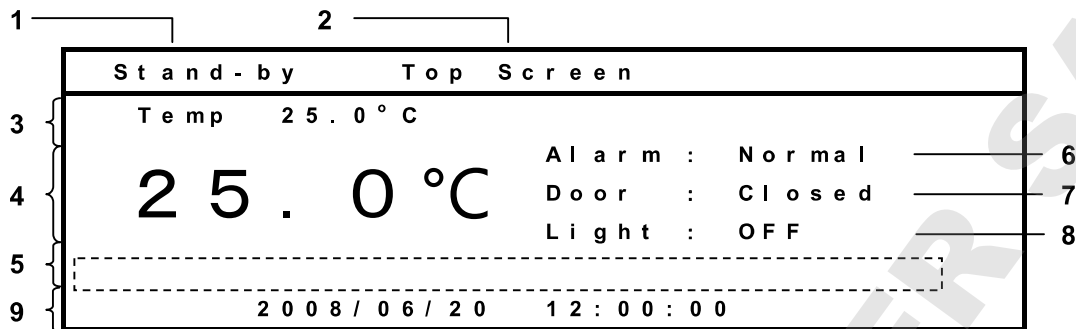 1 2
Stand-by Top Screen
3 Temp 25.0°C
Alarm : Normal 6
4 25.0℃ Door : Closed 7
Light : OFF 8
5
9 2008/06/20 12:00:00